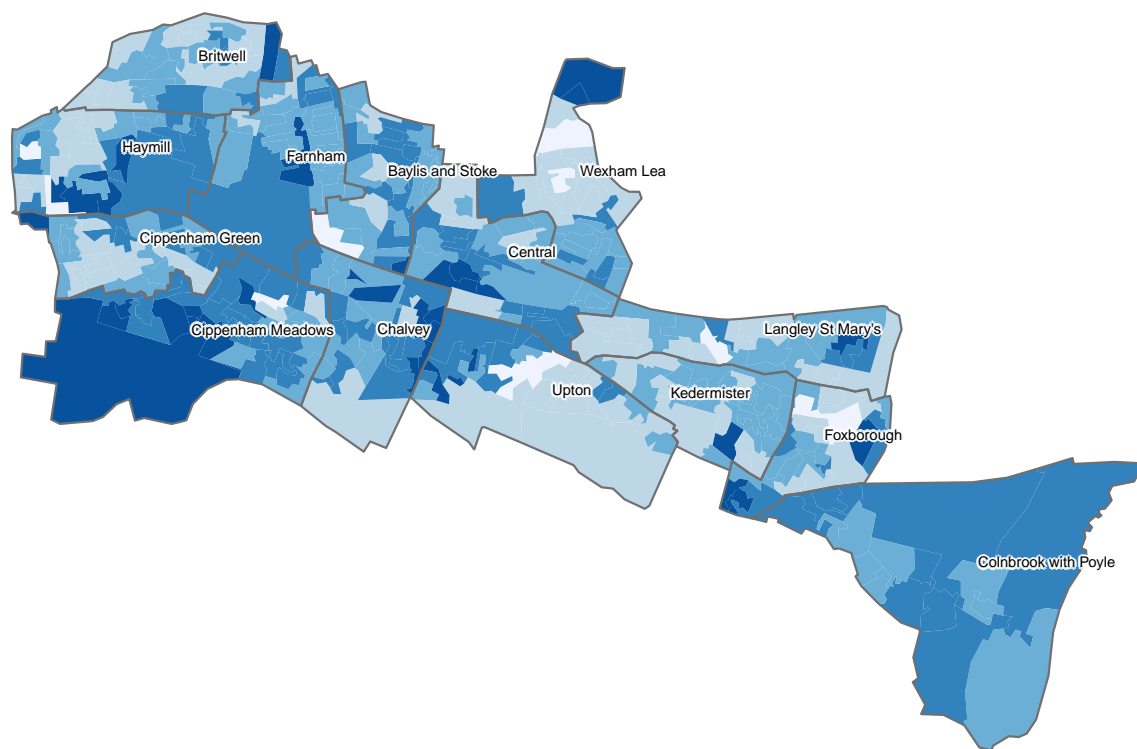 Britwell
Haymill
Farnham
Baylis and Stoke
Wexham Lea
Cippenham Green
Central
Cippenham Meadows
Chalvey
Langley St Mary's
Upton
Kedermister
Foxborough
Colnbrook with Poyle